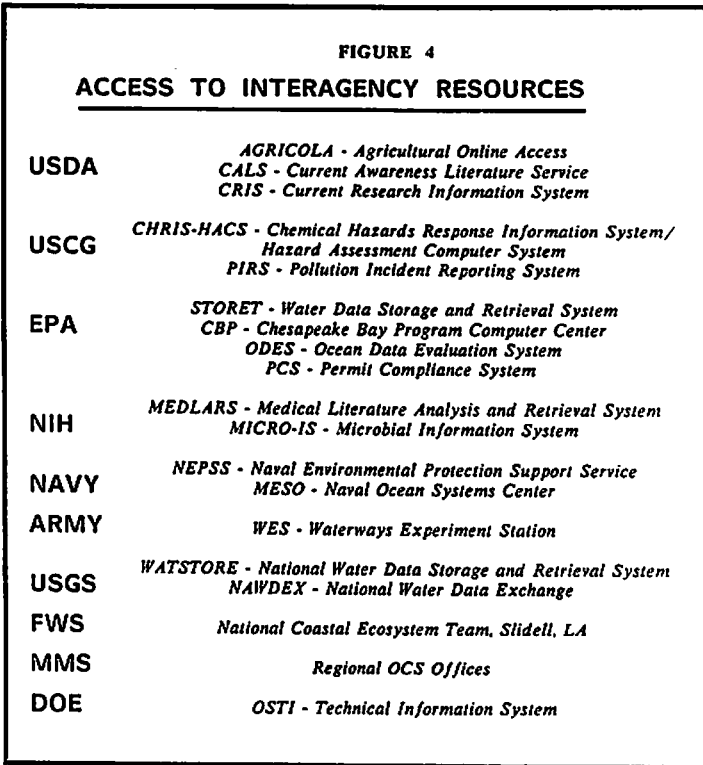 FIGURE 4
ACCESS TO INTERAGENCY RESOURCES
USDA
AGRICOLA - Agricultural Online Access
CALS - Current Awareness Literature Service
CRIS - Current Research Information System
USCG
CHRIS-HACS - Chemical Hazards Response Information System/
Hazard Assessment Computer System
PIRS - Pollution Incident Reporting System
EPA
STORET - Water Data Storage and Retrieval System
CBP - Chesapeake Bay Program Computer Center
ODES - Ocean Data Evaluation System
PCS - Permit Compliance System
NIH
MEDLARS - Medical Literature Analysis and Retrieval System
MICRO-IS - Microbial Information System
NAVY
NEPSS - Naval Environmental Protection Support Service
MESO - Naval Ocean Systems Center
ARMY
WES - Waterways Experiment Station
USGS
WATSTORE - National Water Data Storage and Retrieval System
NAWDEX - National Water Data Exchange
FWS
National Coastal Ecosystem Team, Slidell, LA
MMS
Regional OCS Offices
DOE
OSTI - Technical Information System